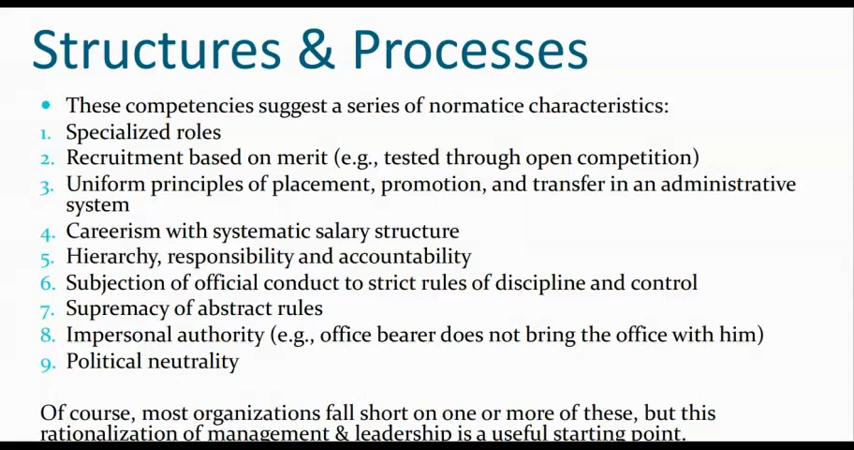 Structures & Processes
• These competencies suggest a series of normatice characteristics:
1. Specialized roles
2. Recruitment based on merit (e.g., tested through open competition)
3. Uniform principles of placement, promotion, and transfer in an administrative
system
4. Careerism with systematic salary structure
5. Hierarchy, responsibility and accountability
6. Subjection of official conduct to strict rules of discipline and control
7. Supremacy of abstract rules
8. Impersonal authority (e.g., office bearer does not bring the office with him)
9. Political neutrality
Of course, most organizations fall short on one or more of these, but this
rationalization of management & leadership is a useful starting point.